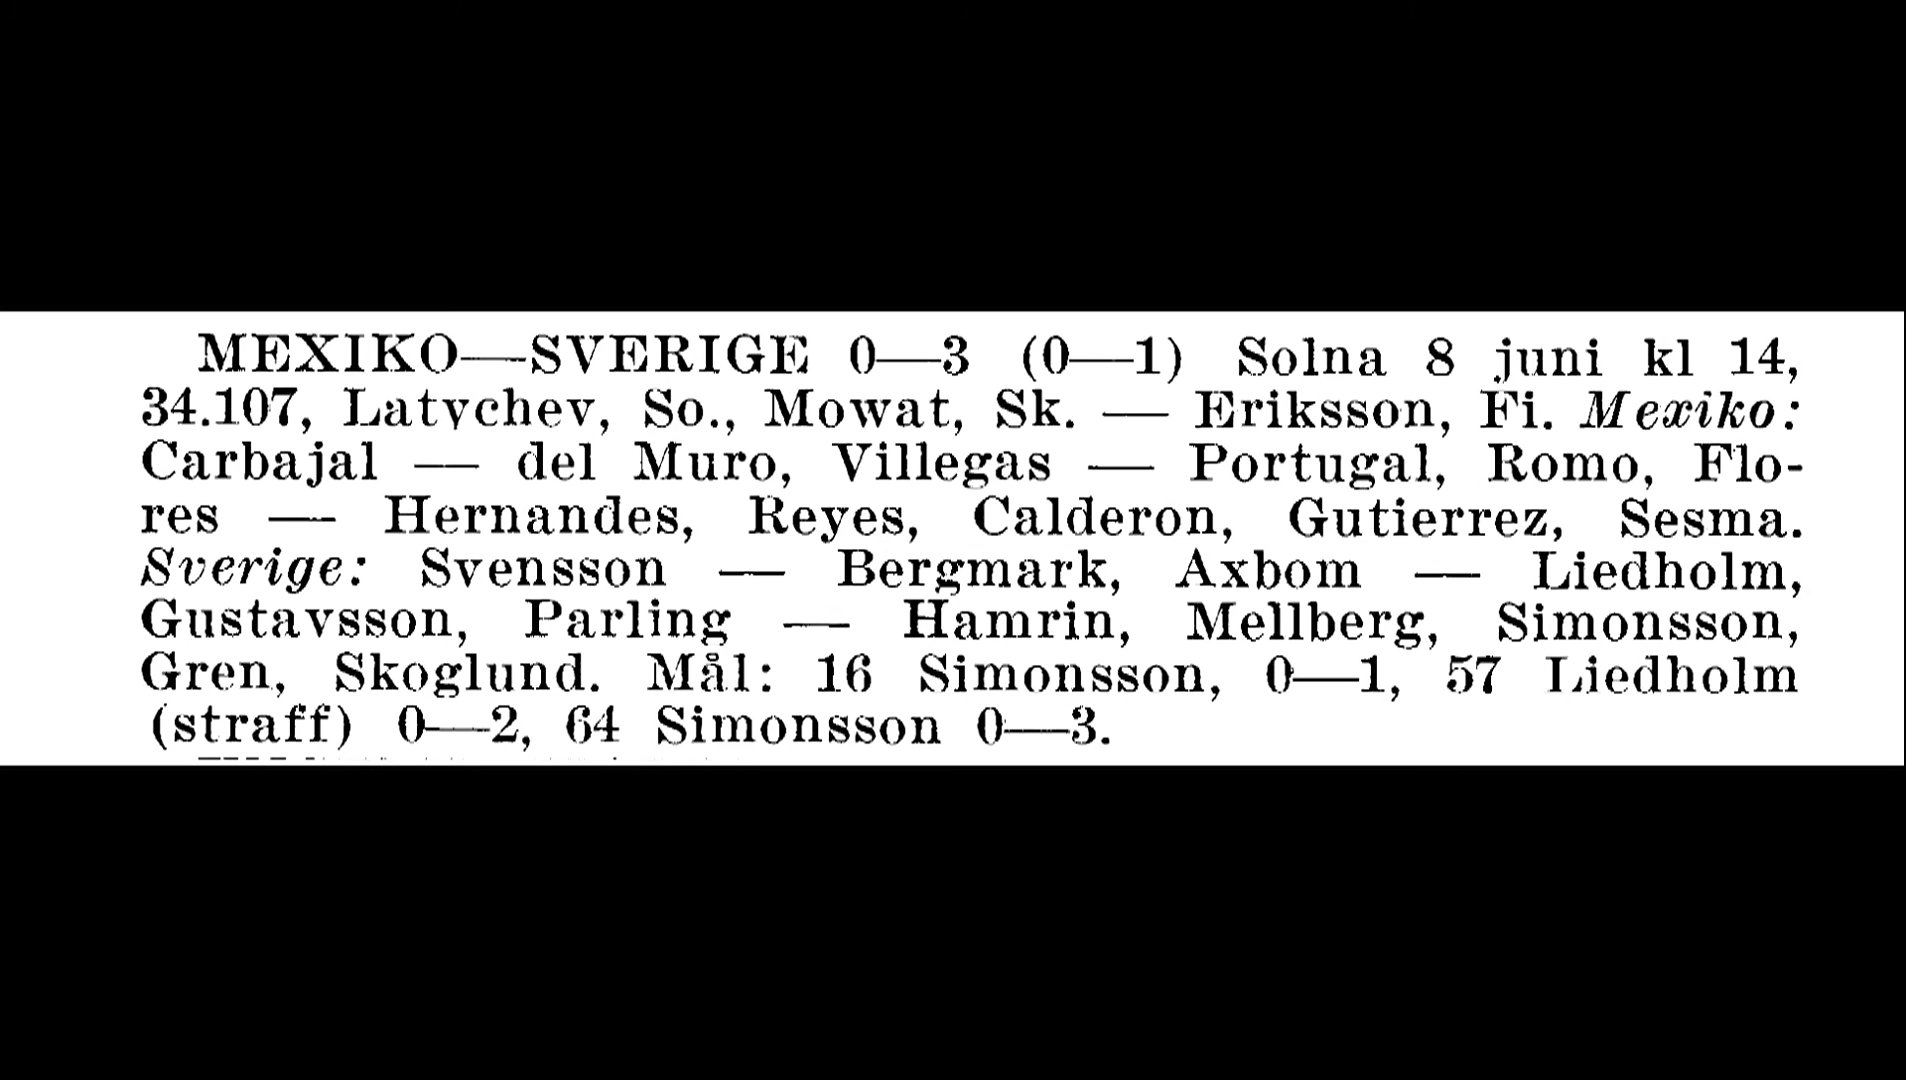 MEXIKO—SVERIGE 0—3 (0—1) Solna 8 juni kl 14,
34.107, Latychev, So., Mowat, Sk. — Eriksson, Fi. Mexiko:
Carbajal — del Muro, Villegas — Portugal, Romo, Flo-
res — Hernandes, Reyes, Calderon, Gutierrez, Sesma.
Sverige: Svensson — Bergmark, Axbom — Liedholm,
Gustavsson, Parling — Hamrin, Mellberg, Simonsson,
Gren, Skoglund. Mål: 16 Simonsson, 0—1, 57 Liedholm
(straff) 0—2, 64 Simonsson 0—3.